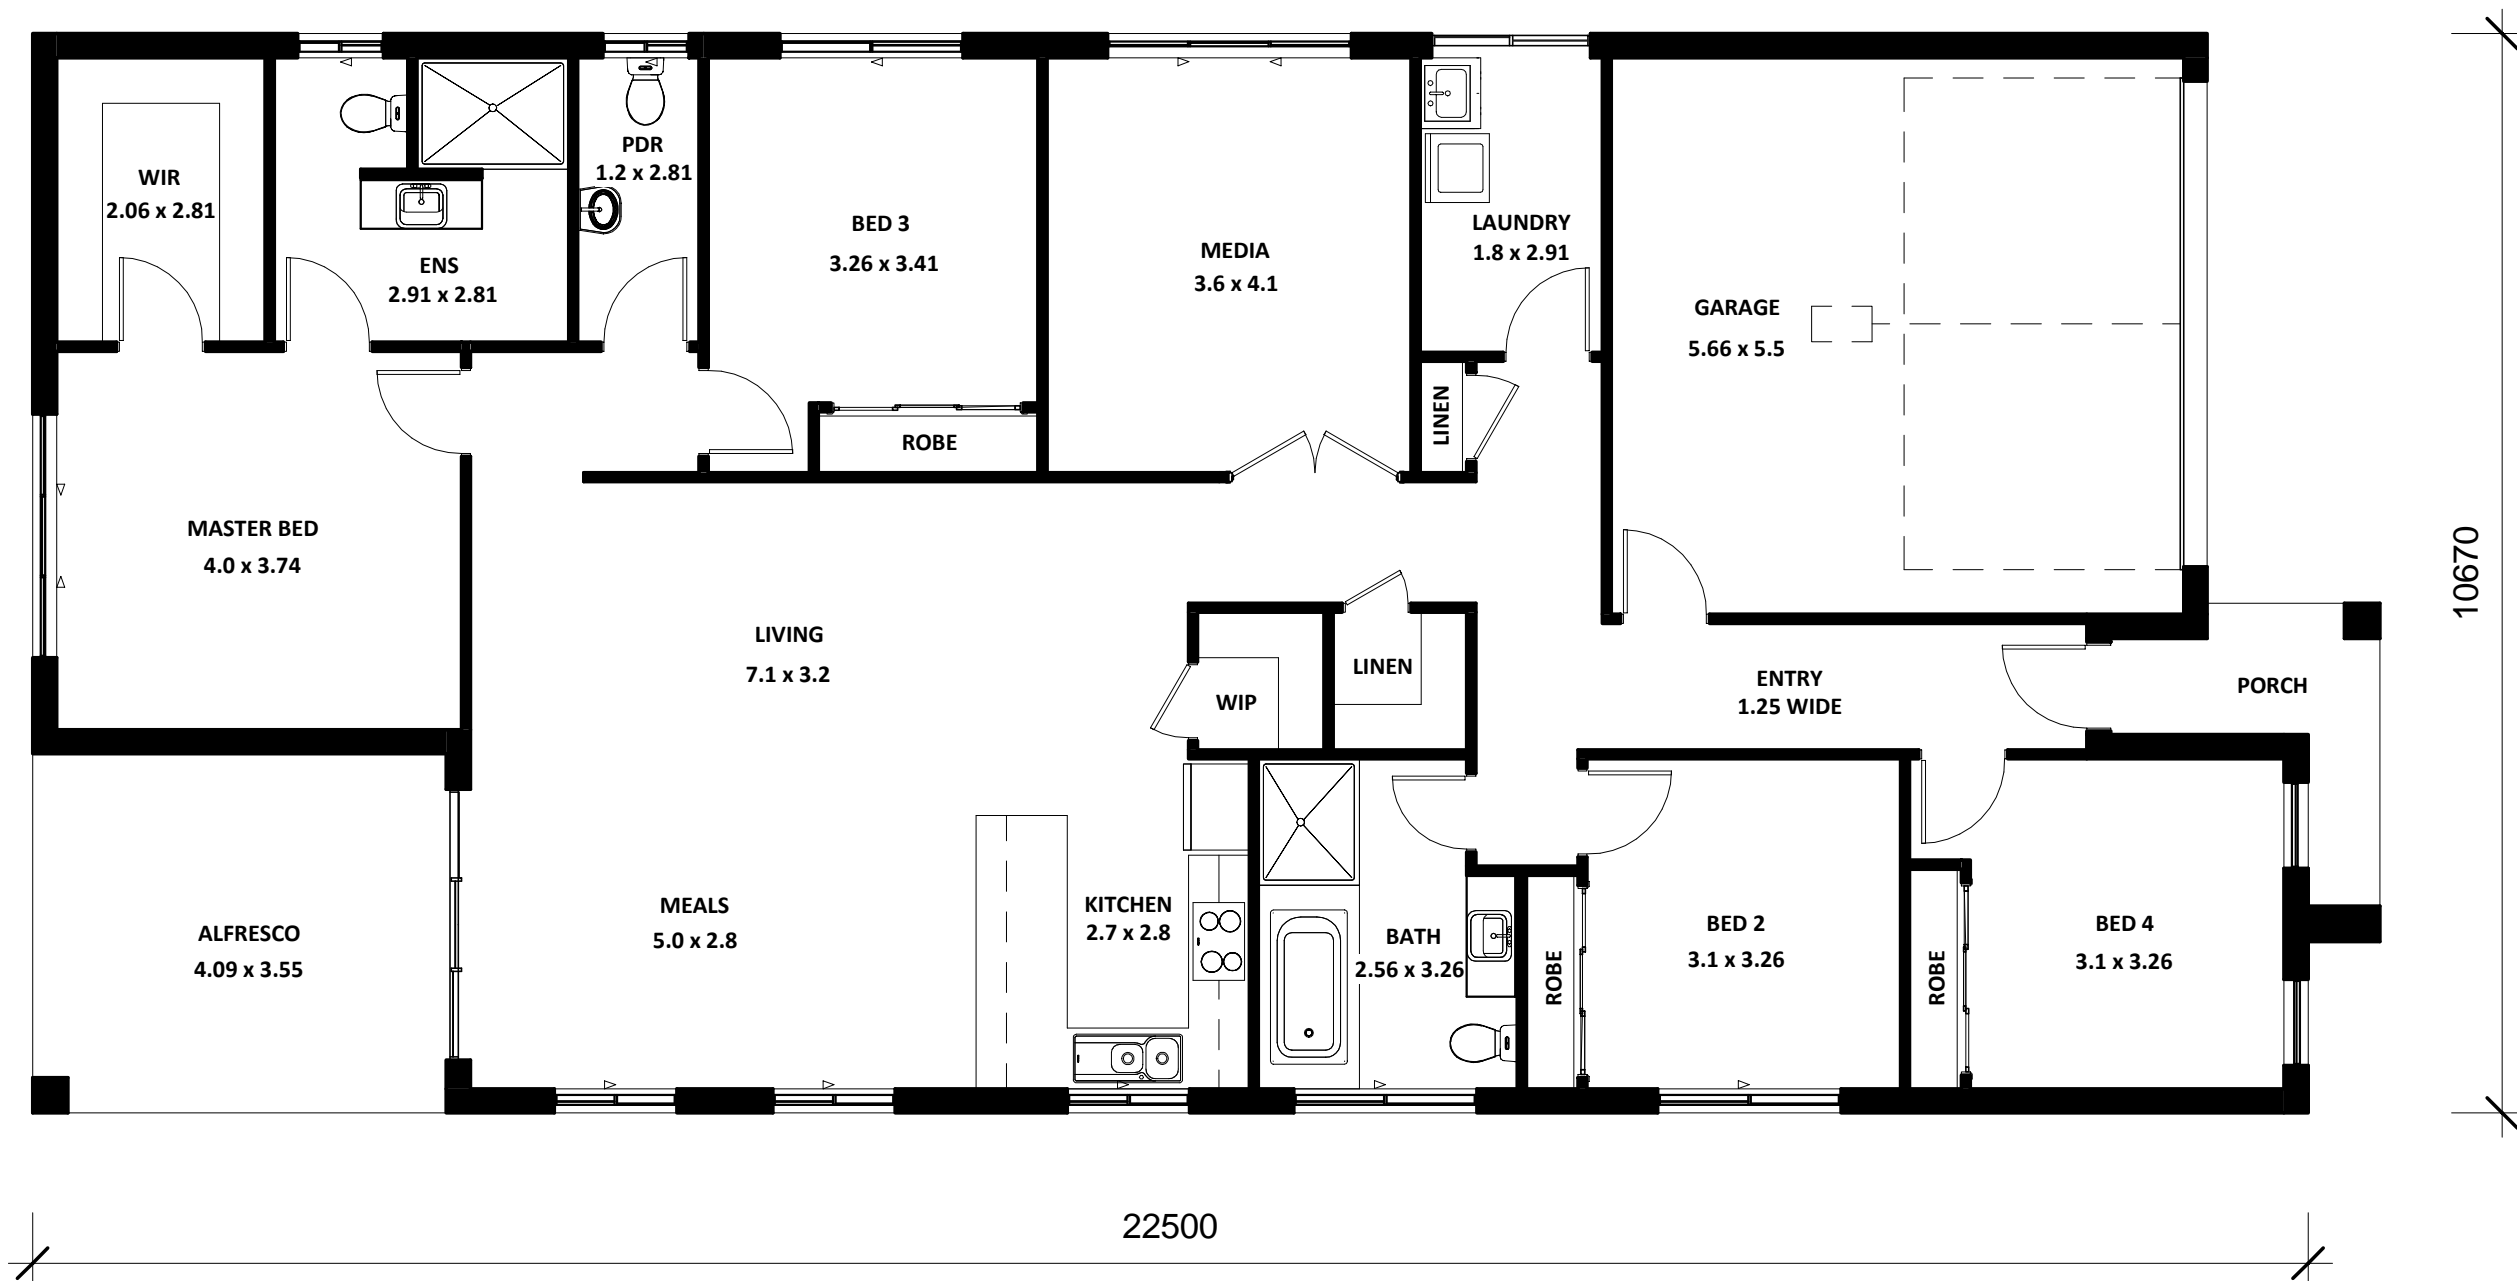 PDR
1.2 x 2.81
WIR
2.06 x 2.81
BED 3
3.26 x 3.41
LAUNDRY
1.8 x 2.91
MEDIA
3.6 x 4.1
ENS
2.91 x 2.81
GARAGE
5.66 x 5.5
LINEN
ROBE
MASTER BED
4.0 x 3.74
10670
LIVING
7.1 x 3.2
LINEN
WIP
ENTRY
1.25 WIDE
PORCH
MEALS
5.0 x 2.8
KITCHEN
2.7 x 2.8
ALFRESCO
4.09 x 3.55
BATH
2.56 x 3.26
ROBE
BED 2
3.1 x 3.26
ROBE
BED 4
3.1 x 3.26
22500